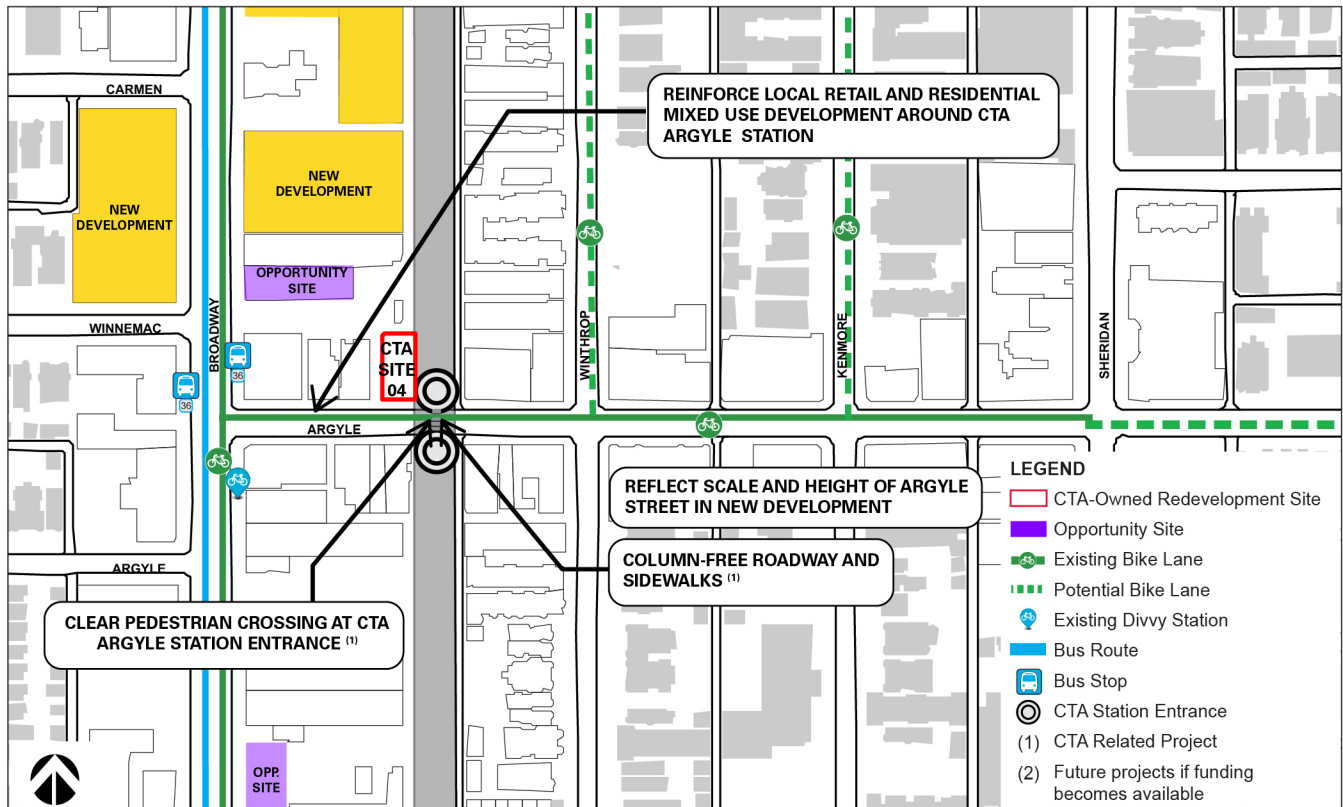 CARMEN
REINFORCE LOCAL RETAIL AND RESIDENTIAL
MIXED USE DEVELOPMENT AROUND CTA
ARGYLE STATION
NEW
DEVELOPMENT
NEW
DEVELOPMENT
OPPORTUNITY
SITE
WINNEMAC
BROADWAY
WINTHROP
KENMORE
SHERIDAN
CTA
SITE
04
36
36
ARGYLE
REFLECT SCALE AND HEIGHT OF ARGYLE
STREET IN NEW DEVELOPMENT
COLUMN-FREE ROADWAY AND
SIDEWALKS (1)
ARGYLE
CLEAR PEDESTRIAN CROSSING AT CTA
ARGYLE STATION ENTRANCE (1)
OPP.
SITE
LEGEND
CTA-Owned Redevelopment Site
Opportunity Site
Existing Bike Lane
Potential Bike Lane
Existing Divvy Station
Bus Route
Bus Stop
CTA Station Entrance
(1) CTA Related Project
(2) Future projects if funding
becomes available